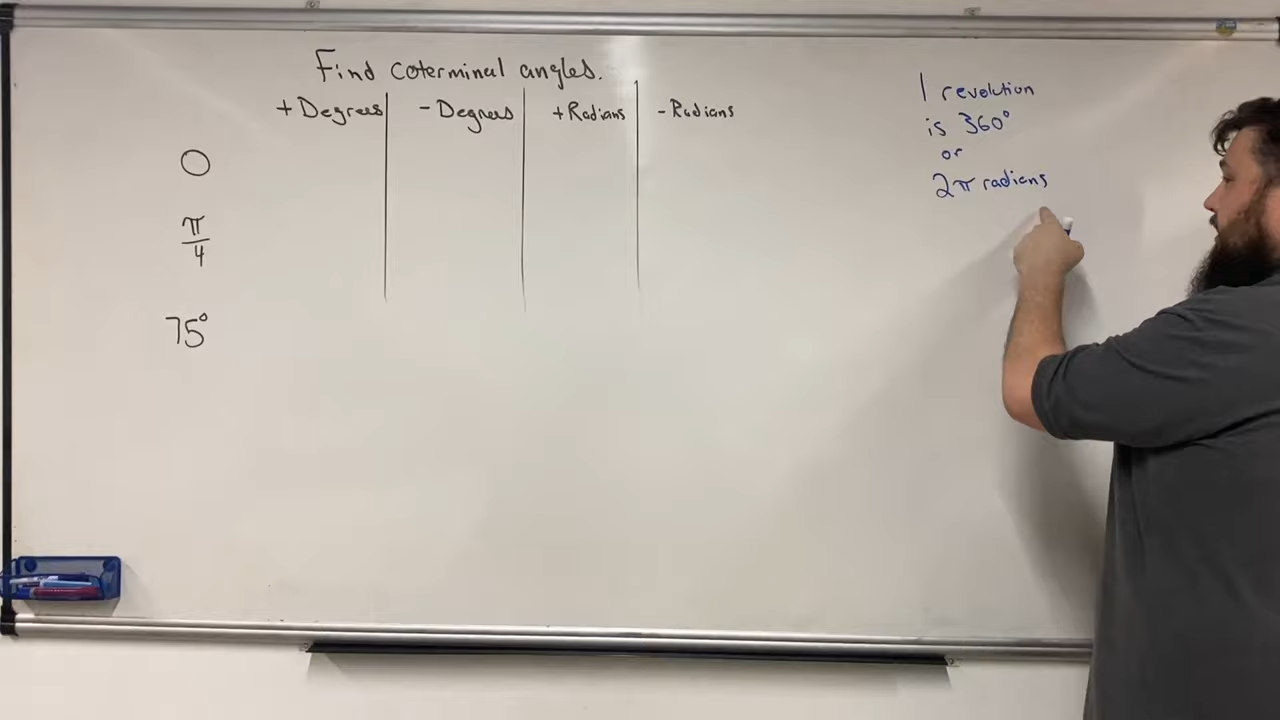 Find coterminal angles.
+ Degrees - Degrees + Radians - Radians
0
π/4
75°
1 revolution
is 360°
or
2π radians